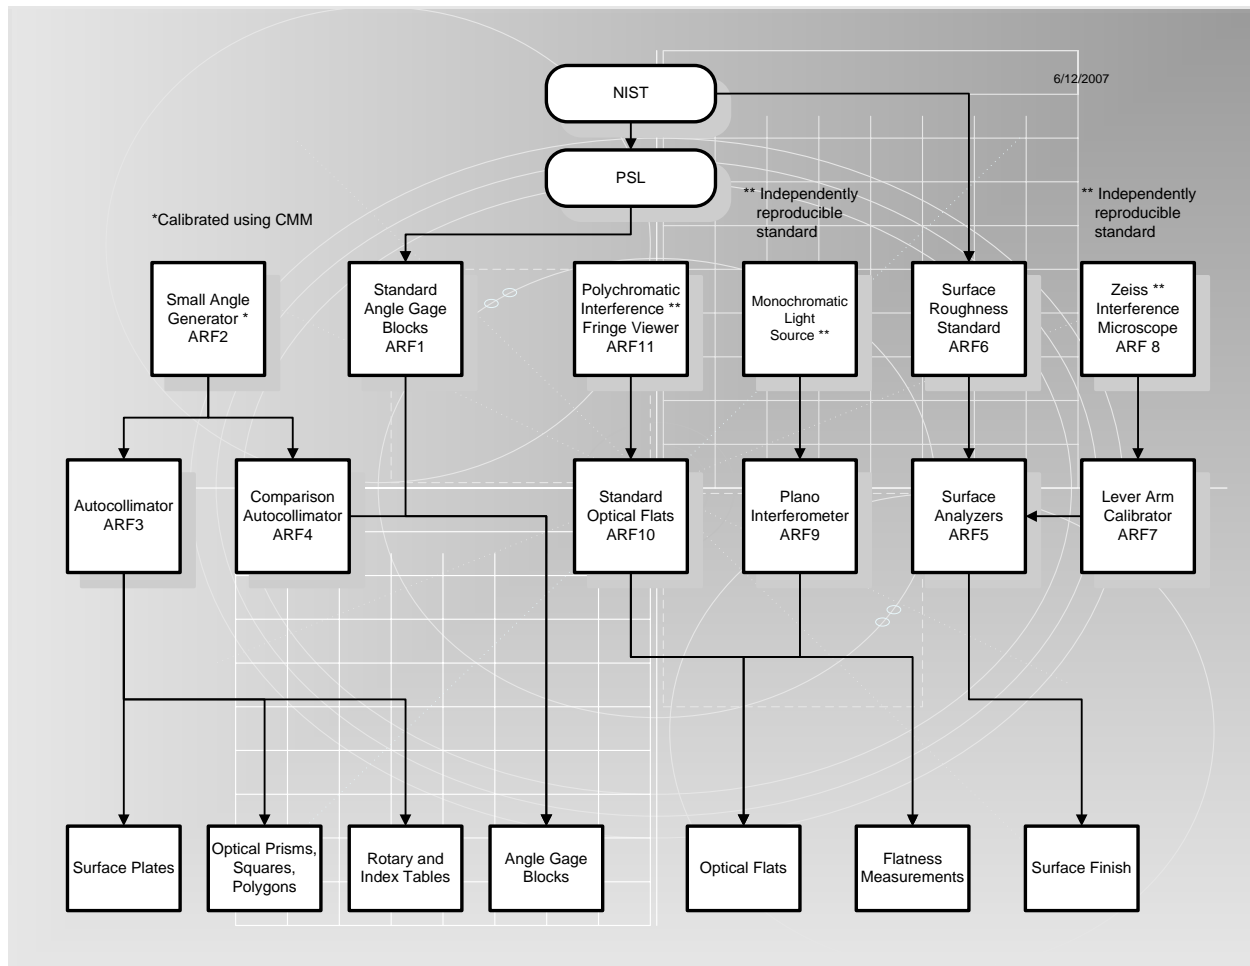 NIST
6/12/2007
PSL
*Calibrated using CMM
** Independently
reproducible
standard
** Independently
reproducible
standard
Small Angle
Generator *
ARF2
Standard
Angle Gage
Blocks
ARF1
Polychromatic
Interference **
Fringe Viewer
ARF11
Monochromatic
Light
Source **
Surface
Roughness
Standard
ARF6
Zeiss **
Interference
Microscope
ARF 8
Autocollimator
ARF3
Comparison
Autocollimator
ARF4
Standard
Optical Flats
ARF10
Plano
Interferometer
ARF9
Surface
Analyzers
ARF5
Lever Arm
Calibrator
ARF7
Surface Plates
Optical Prisms,
Squares,
Polygons
Rotary and
Index Tables
Angle Gage
Blocks
Optical Flats
Flatness
Measurements
Surface Finish